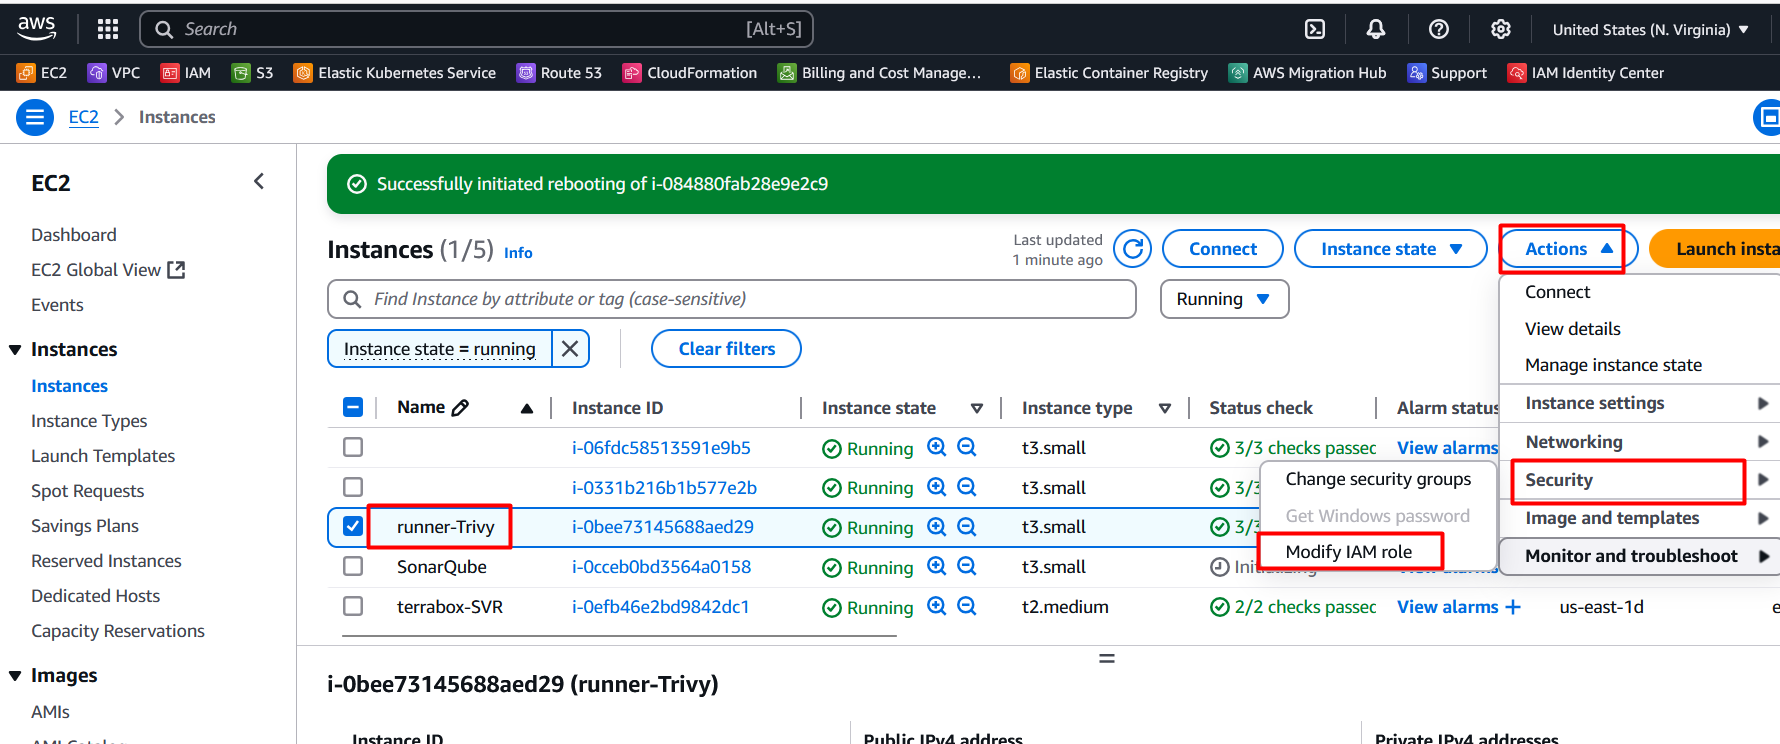 aws
Search [Alt+S] United States (N. Virginia)
EC2 VPC IAM S3 Elastic Kubernetes Service Route 53 CloudFormation Billing and Cost Manage... Elastic Container Registry AWS Migration Hub Support IAM Identity Center
EC2 Instances
EC2
Dashboard
EC2 Global View
Events
Instances
Instances
Instance Types
Launch Templates
Spot Requests
Savings Plans
Reserved Instances
Dedicated Hosts
Capacity Reservations
Images
AMIs
AMI Catalog
Successfully initiated rebooting of i-084880fab28e9e2c9
Instances (1/5) Info
Last updated
1 minute ago
Connect
Instance state
Actions
Launch insta
Find Instance by attribute or tag (case-sensitive)
Running
Instance state = running
Clear filters
Name Instance ID Instance state Instance type Status check Alarm status
i-06fdc58513591e9b5 Running t3.small 3/3 checks passec View alarms
i-0331b216b1b577e2b Running t3.small 3/3
runner-Trivy i-0bee73145688aed29 Running t3.small 3/3
SonarQube i-0cceb0bd3564a0158 Running t3.small Initializing
terrabox-SVR i-0efb46e2bd9842dc1 Running t2.medium 2/2 checks passec View alarms + us-east-1d e
Connect
View details
Manage instance state
Instance settings
Networking
Security
Image and templates
Monitor and troubleshoot
Change security groups
Get Windows password
Modify IAM role
i-0bee73145688aed29 (runner-Trivy)
Instance ID Public IPv4 address Private IPv4 addresses